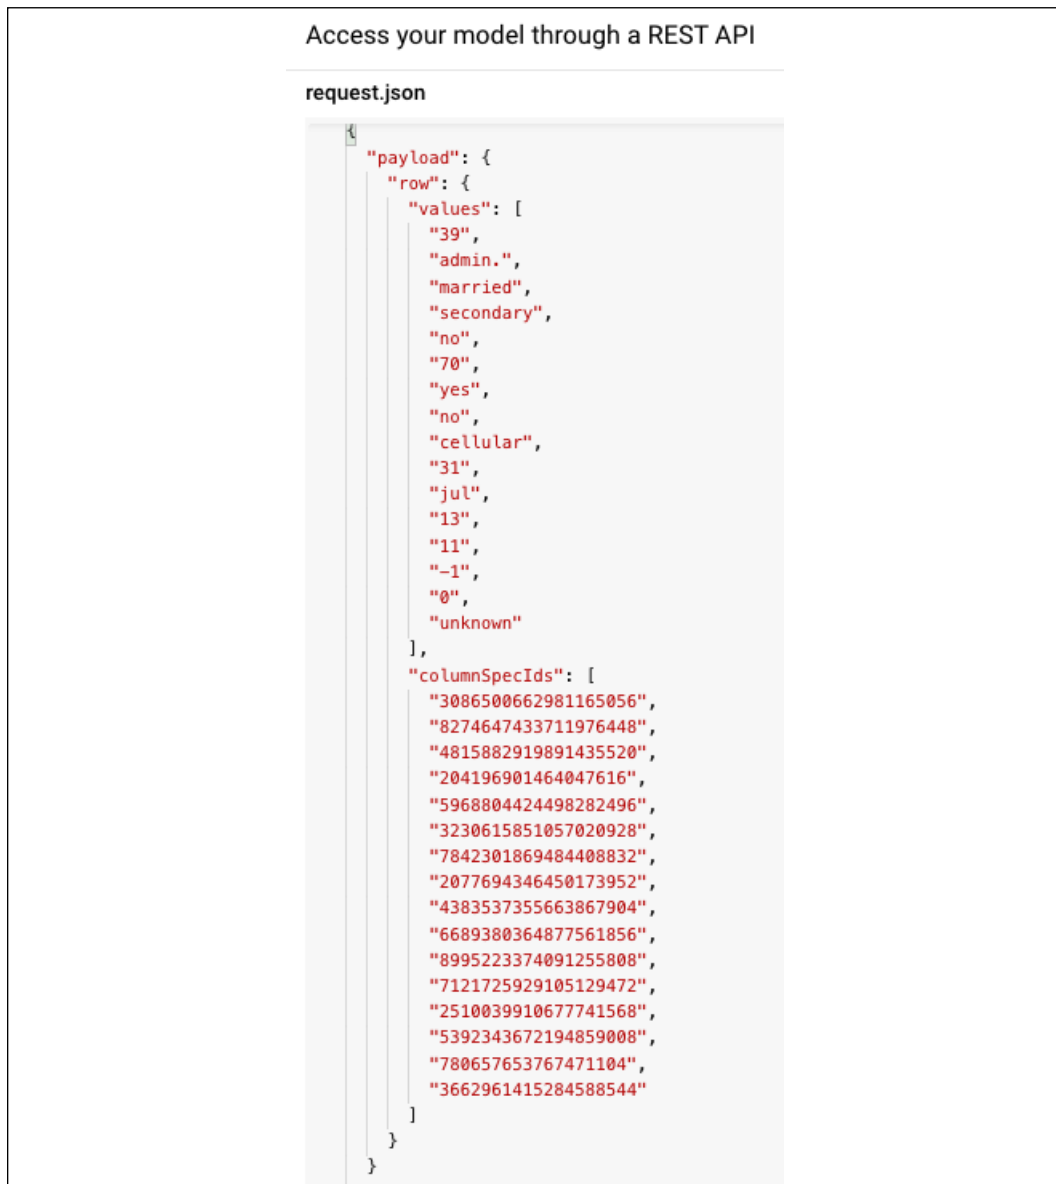 Access your model through a REST API
request.json
{
"payload": {
"row": {
"values": [
"39",
"admin.",
"married",
"secondary",
"no",
"70",
"yes",
"no",
"cellular",
"31",
"jul",
"13",
"11",
"-1",
"0",
"unknown"
],
"columnSpecIds": [
"3086500662981165056",
"8274647433711976448",
"4815882919891435520",
"204196901464047616",
"5968804424498282496",
"3230615851057020928",
"7842301869484408832",
"2077694346450173952",
"4383537355663867904",
"6689380364877561856",
"8995223374091255808",
"7121725929105129472",
"2510039910677741568",
"5392343672194859008",
"780657653767471104",
"3662961415284588544"
]
}
}